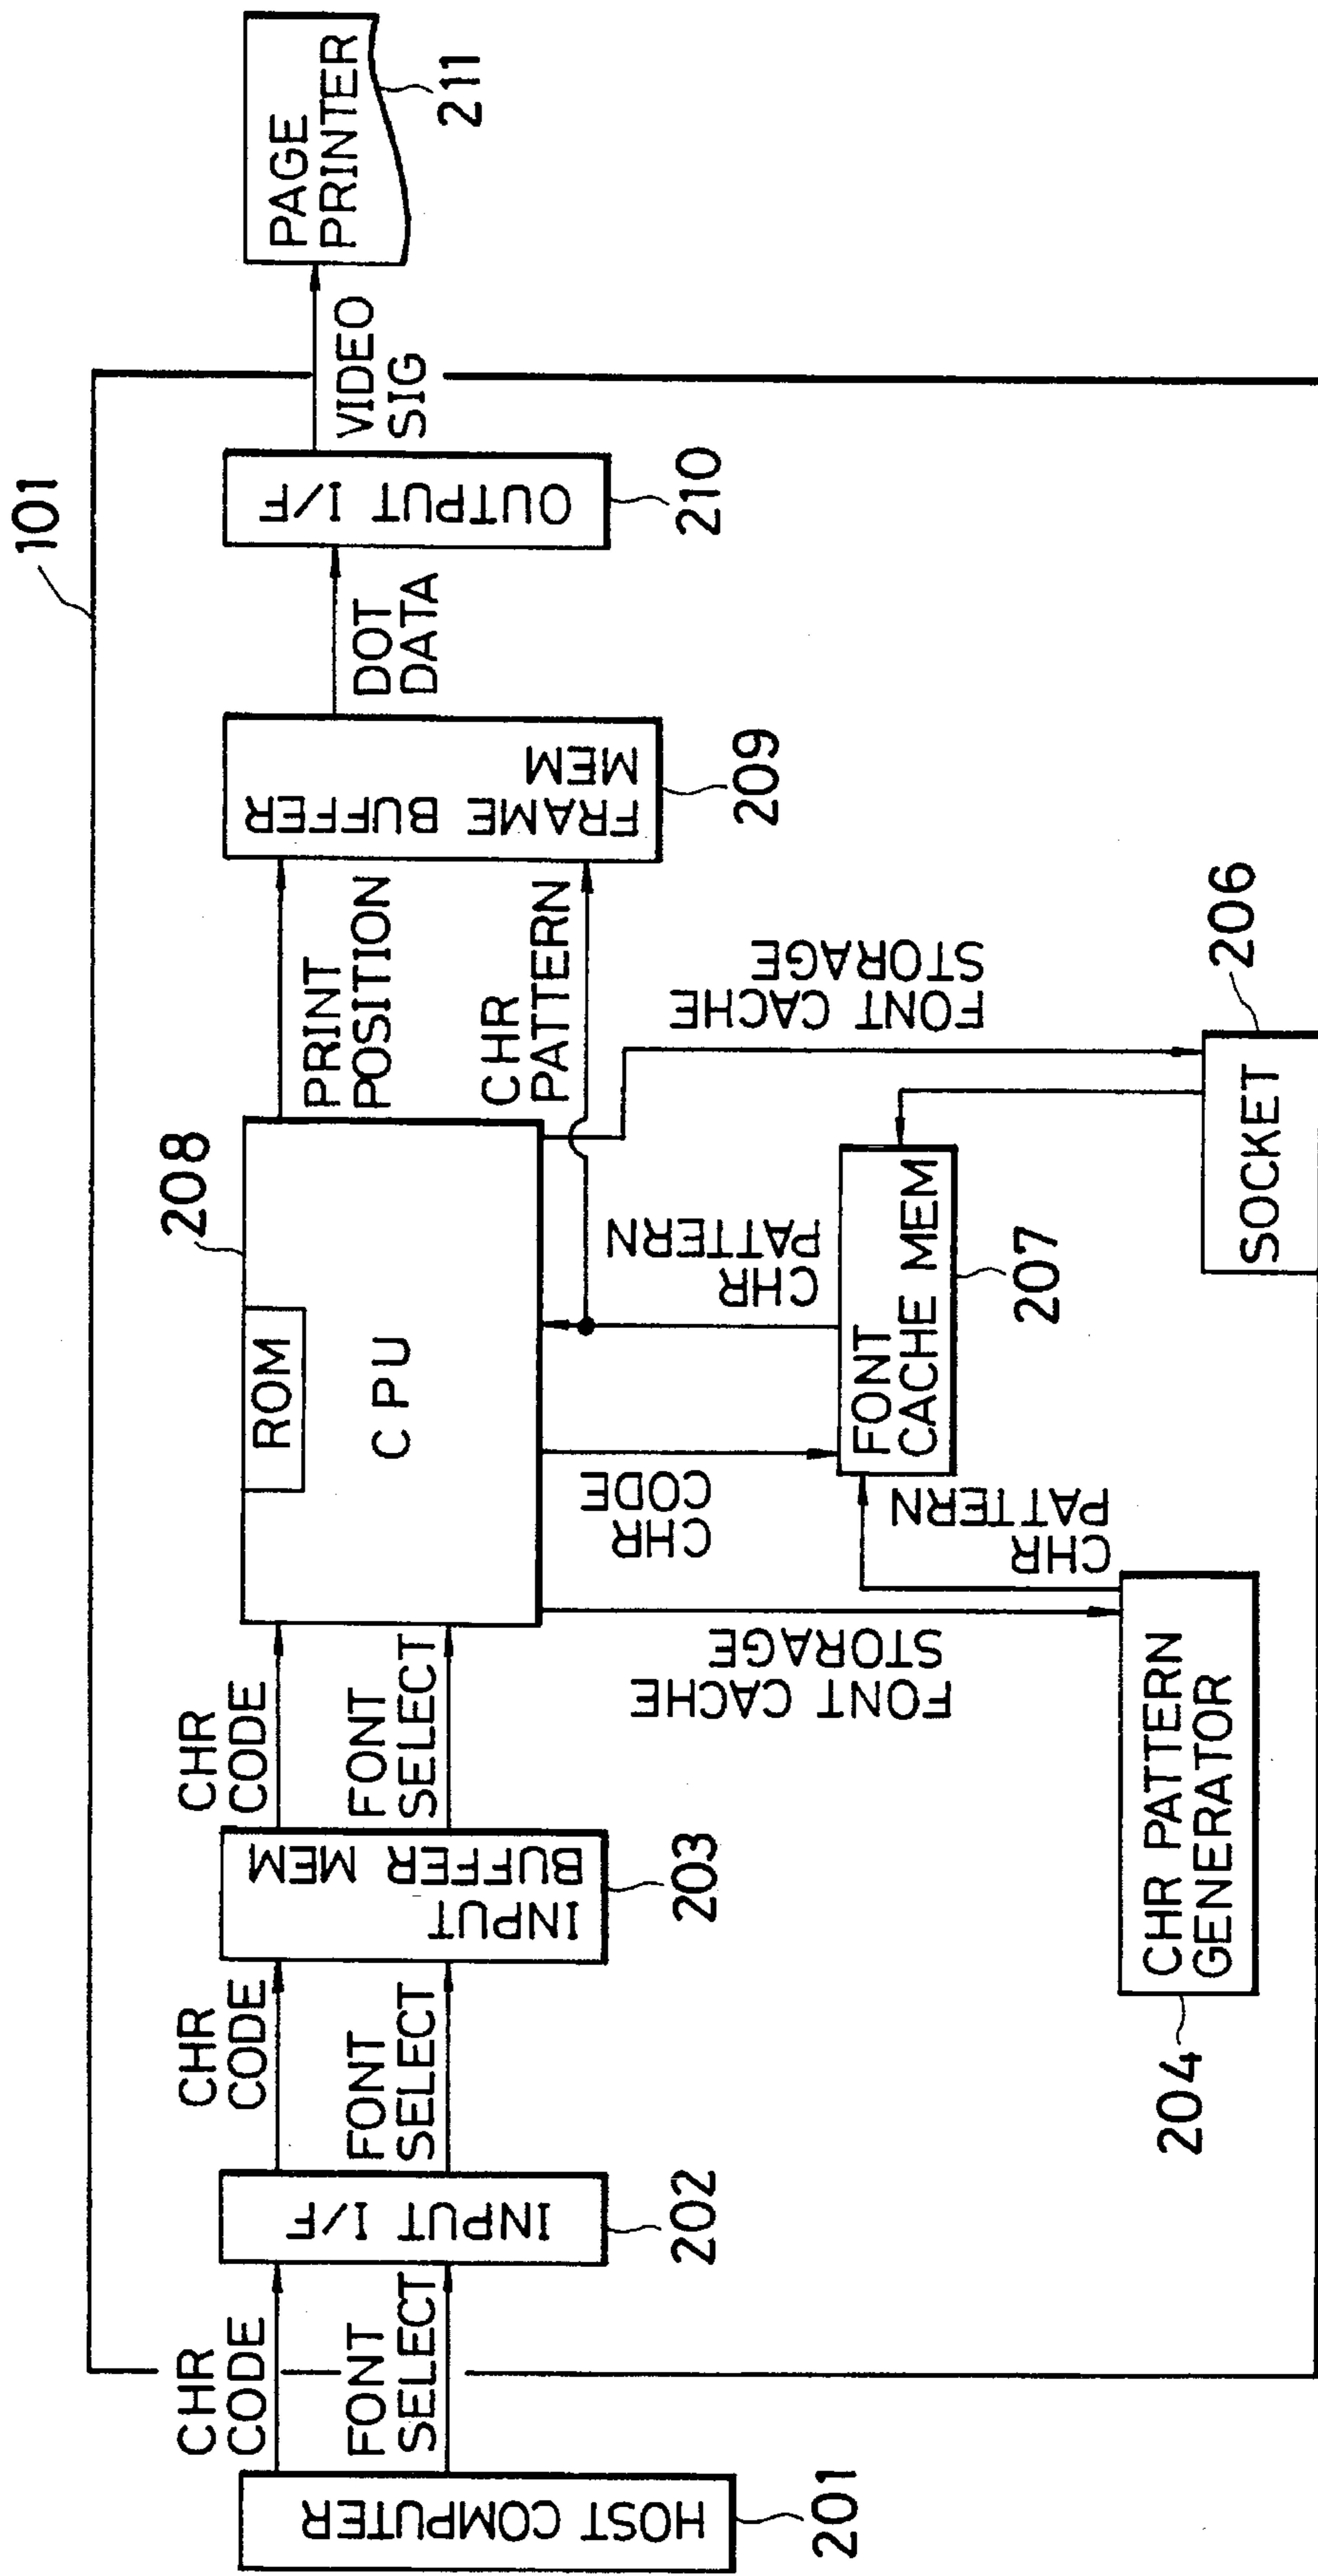 101
HOST COMPUTER
201
CHR
CODE
FONT
SELECT
INPUT I/F
202
CHR
CODE
FONT
SELECT
INPUT
BUFFER MEM
203
CHR
CODE
FONT
SELECT
208
ROM
CPU
PRINT
POSITION
CHR
PATTERN
FRAME BUFFER
MEM
209
DOT
DATA
OUTPUT I/F
210
VIDEO
SIG
PAGE
PRINTER
211
FONT CACHE
STORAGE
CHR
CODE
CHR
PATTERN
FONT CACHE
STORAGE
CHR
PATTERN
FONT
CACHE MEM
207
CHR PATTERN
GENERATOR
204
SOCKET
206